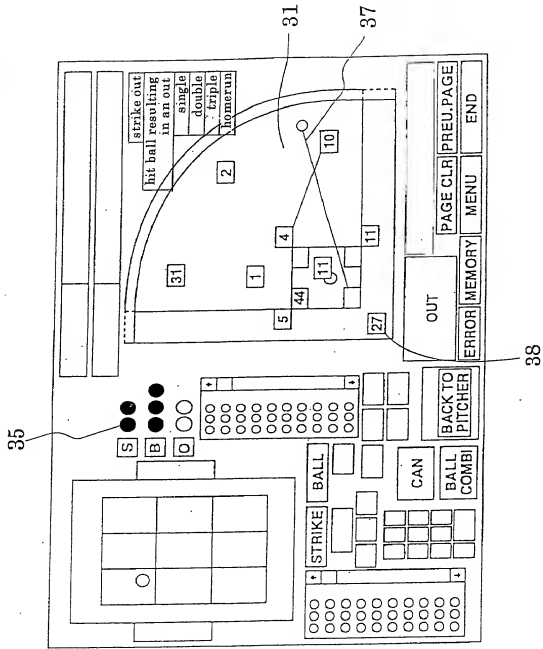 35
31
37
38
strike out
hit ball resulting
in an out
single
double
triple
homerun
S
B
O
31
2
1
10
4
5
44
11
11
27
STRIKE
BALL
CAN
BALL
COMBI
BACK TO
PITCHER
OUT
PAGE CLR
PREU.PAGE
ERROR
MEMORY
MENU
END